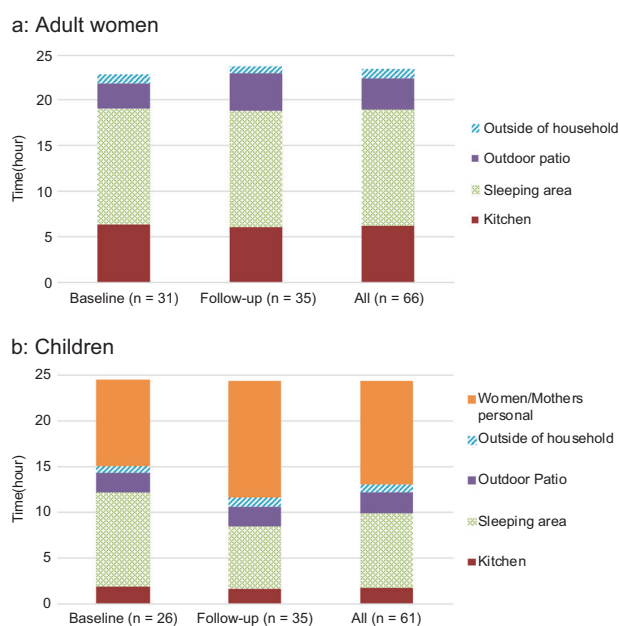 a: Adult women
25
20
15
10
5
0
Time(hour)
Baseline (n = 31) Follow-up (n = 35) All (n = 66)
Outside of household
Outdoor patio
Sleeping area
Kitchen
b: Children
25
20
15
10
5
0
Time(hour)
Baseline (n = 26) Follow-up (n = 35) All (n = 61)
Women/Mothers
personal
Outside of household
Outdoor Patio
Sleeping area
Kitchen